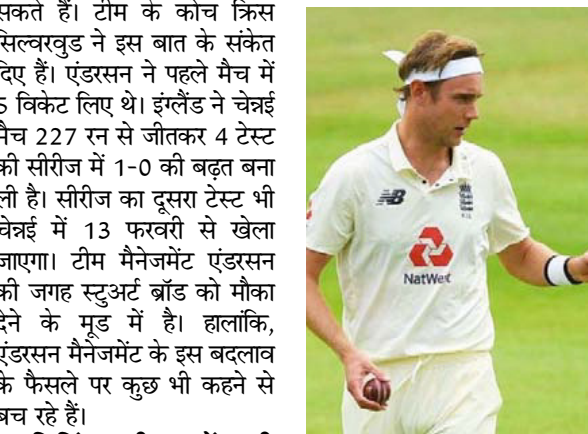 सकते हैं। टीम के कोच क्रिस
सिल्वरवुड ने इस बात के संकेत
दिए हैं। एंडरसन ने पहले मैच में
5 विकेट लिए थे। इंग्लैंड ने चेन्नई
मैच 227 रन से जीतकर 4 टेस्ट
की सीरीज में 1-0 की बढ़त बना
ली है। सीरीज का दूसरा टेस्ट भी
चेन्नई में 13 फरवरी से खेला
जाएगा। टीम मैनेजमेंट एंडरसन
की जगह स्टुअर्ट ब्रॉड को मौका
देने के मूड में है। हालांकि,
एंडरसन मैनेजमेंट के इस बदलाव
के फैसले पर कुछ भी कहने से
बच रहे हैं।
NB
NatWest